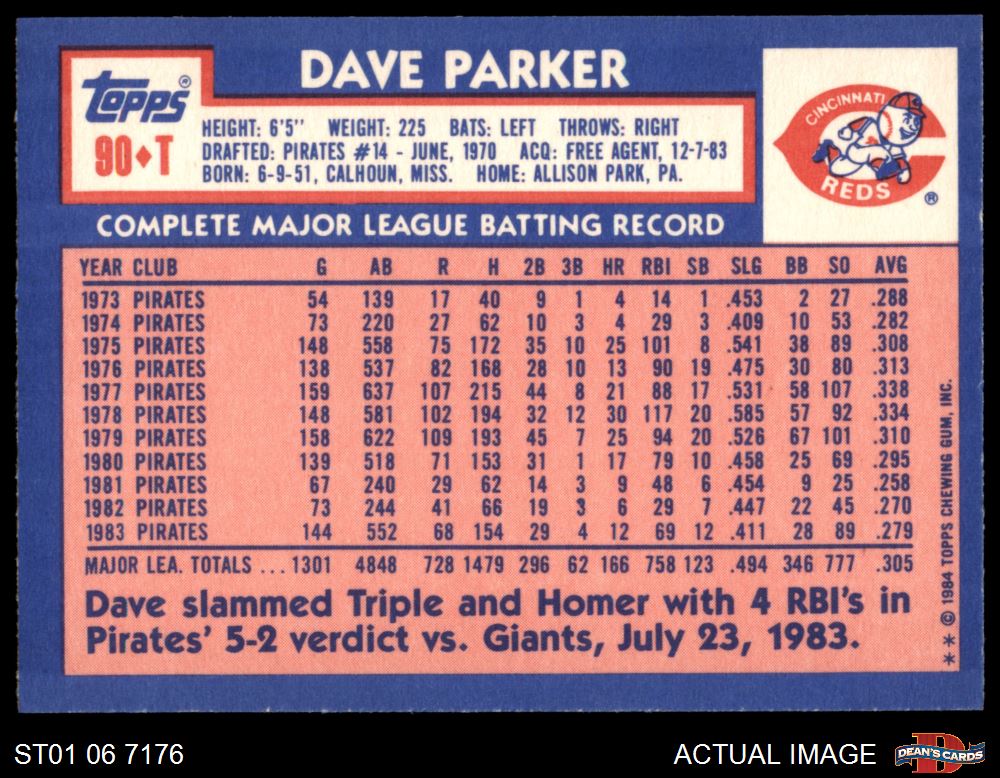 DAVE PARKER
TOPPS®
90♦T
HEIGHT: 6'5" WEIGHT: 225 BATS: LEFT THROWS: RIGHT
DRAFTED: PIRATES #14 - JUNE, 1970 ACQ: FREE AGENT, 12-7-83
BORN: 6-9-51, CALHOUN, MISS. HOME: ALLISON PARK, PA.
CINCINNATI
REDS
®
COMPLETE MAJOR LEAGUE BATTING RECORD
YEAR CLUB G AB R H 2B 3B HR RBI SB SLG BB SO AVG
1973 PIRATES 54 139 17 40 9 1 4 14 1 .453 2 27 .288
1974 PIRATES 73 220 27 62 10 3 4 29 3 .409 10 53 .282
1975 PIRATES 148 558 75 172 35 10 25 101 8 .541 38 89 .308
1976 PIRATES 138 537 82 168 28 10 13 90 19 .475 30 80 .313
1977 PIRATES 159 637 107 215 44 8 21 88 17 .531 58 107 .338
1978 PIRATES 148 581 102 194 32 12 30 117 20 .585 57 92 .334
1979 PIRATES 158 622 109 193 45 7 25 94 20 .526 67 101 .310
1980 PIRATES 139 518 71 153 31 1 17 79 10 .458 25 69 .295
1981 PIRATES 67 240 29 62 14 3 9 48 6 .454 9 25 .258
1982 PIRATES 73 244 41 66 19 3 6 29 7 .447 22 45 .270
1983 PIRATES 144 552 68 154 29 4 12 69 12 .411 28 89 .279
MAJOR LEA. TOTALS ... 1301 4848 728 1479 296 62 166 758 123 .494 346 777 .305
Dave slammed Triple and Homer with 4 RBI's in
Pirates' 5-2 verdict vs. Giants, July 23, 1983.
* * © 1984 TOPPS CHEWING GUM, INC.
ST01 06 7176
ACTUAL IMAGE
DEAN'S CARDS